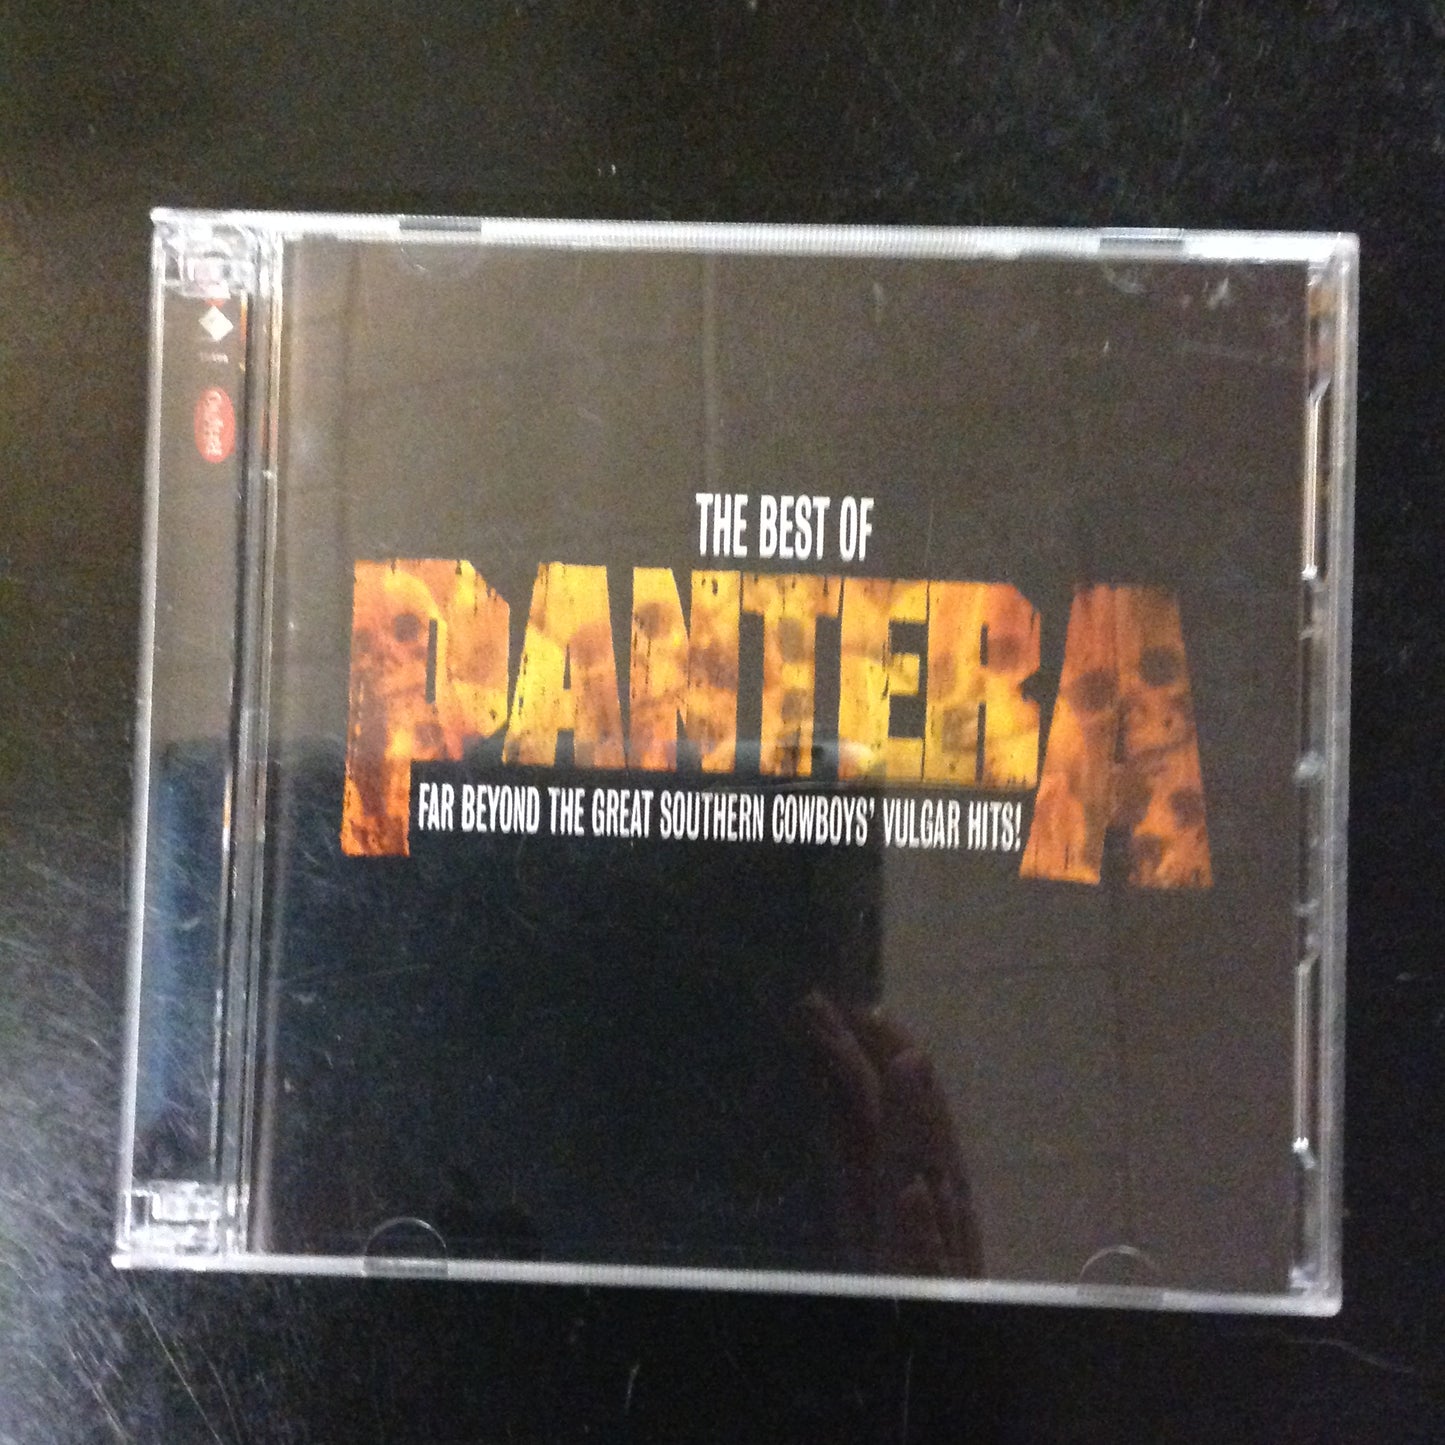 THE BEST OF
PANTERA
FAR BEYOND THE GREAT SOUTHERN COWBOYS' VULGAR HITS!